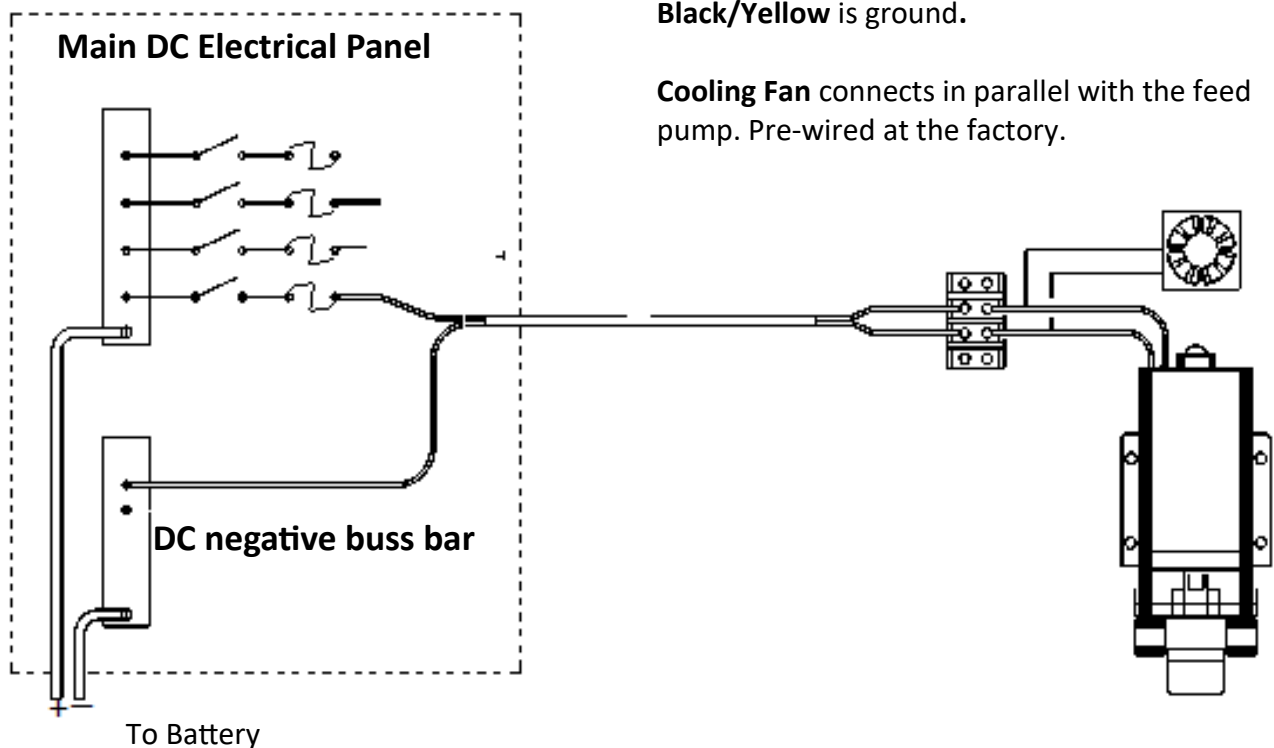 Black/Yellow is ground.
Main DC Electrical Panel
Cooling Fan connects in parallel with the feed
pump. Pre-wired at the factory.
DC negative buss bar
+ −
To Battery